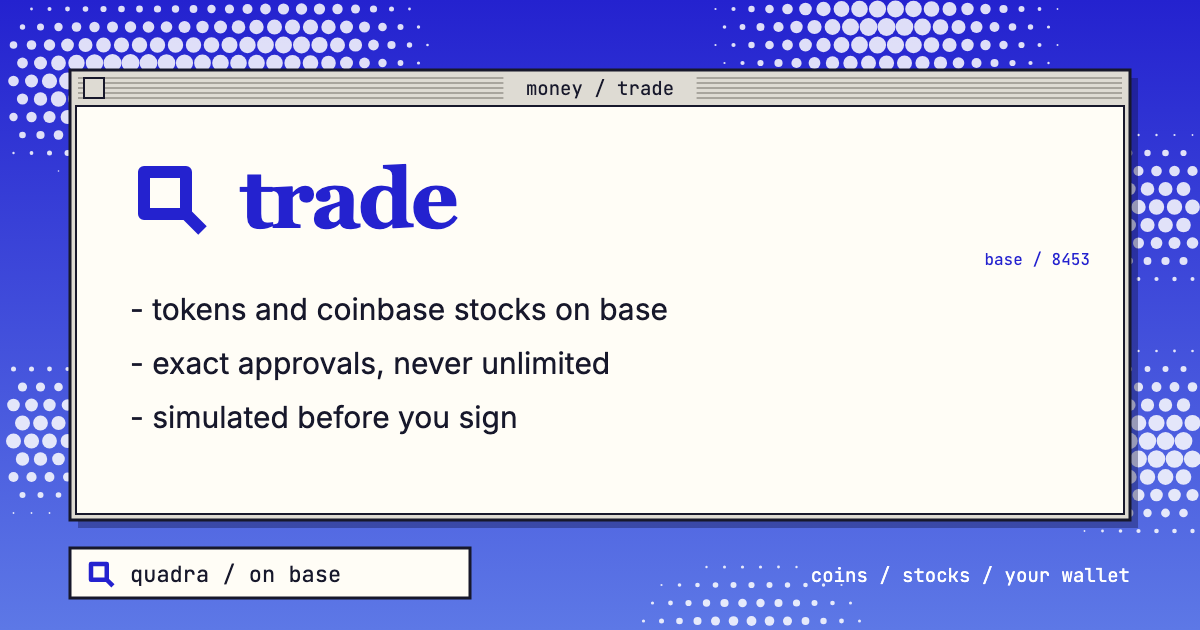 money / trade
trade
base / 8453
- tokens and coinbase stocks on base
- exact approvals, never unlimited
- simulated before you sign
quadra / on base
coins / stocks / your wallet